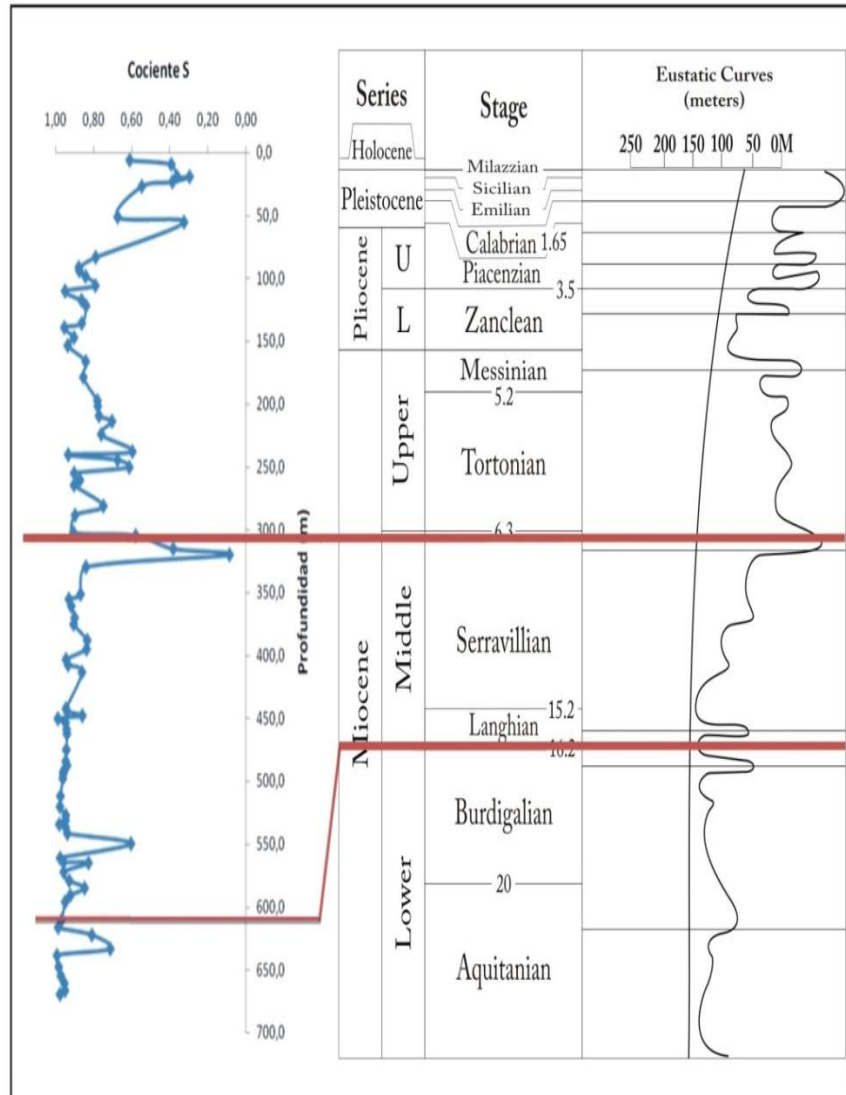 Cociente S
1,00 0,80 0,60 0,40 0,20 0,00
0,0
50,0
100,0
150,0
200,0
250,0
300,0
350,0
400,0
450,0
500,0
550,0
600,0
650,0
700,0
Profundidad (m)
Series
Stage
Eustatic Curves
(meters)
250 200 150 100 50 0M
Holocene
Pleistocene
Pliocene
U
L
Miocene
Upper
Middle
Lower
Milazzian
Sicilian
Emilian
Calabrian 1.65
Piacenzian
3.5
Zanclean
Messinian
5.2
Tortonian
6.3
Serravillian
15.2
Langhian
16.2
Burdigalian
20
Aquitanian